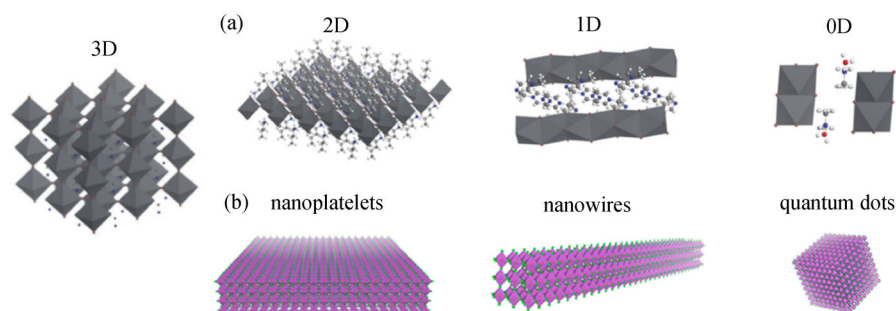 (a)
3D
2D
1D
0D
(b)
nanoplatelets
nanowires
quantum dots